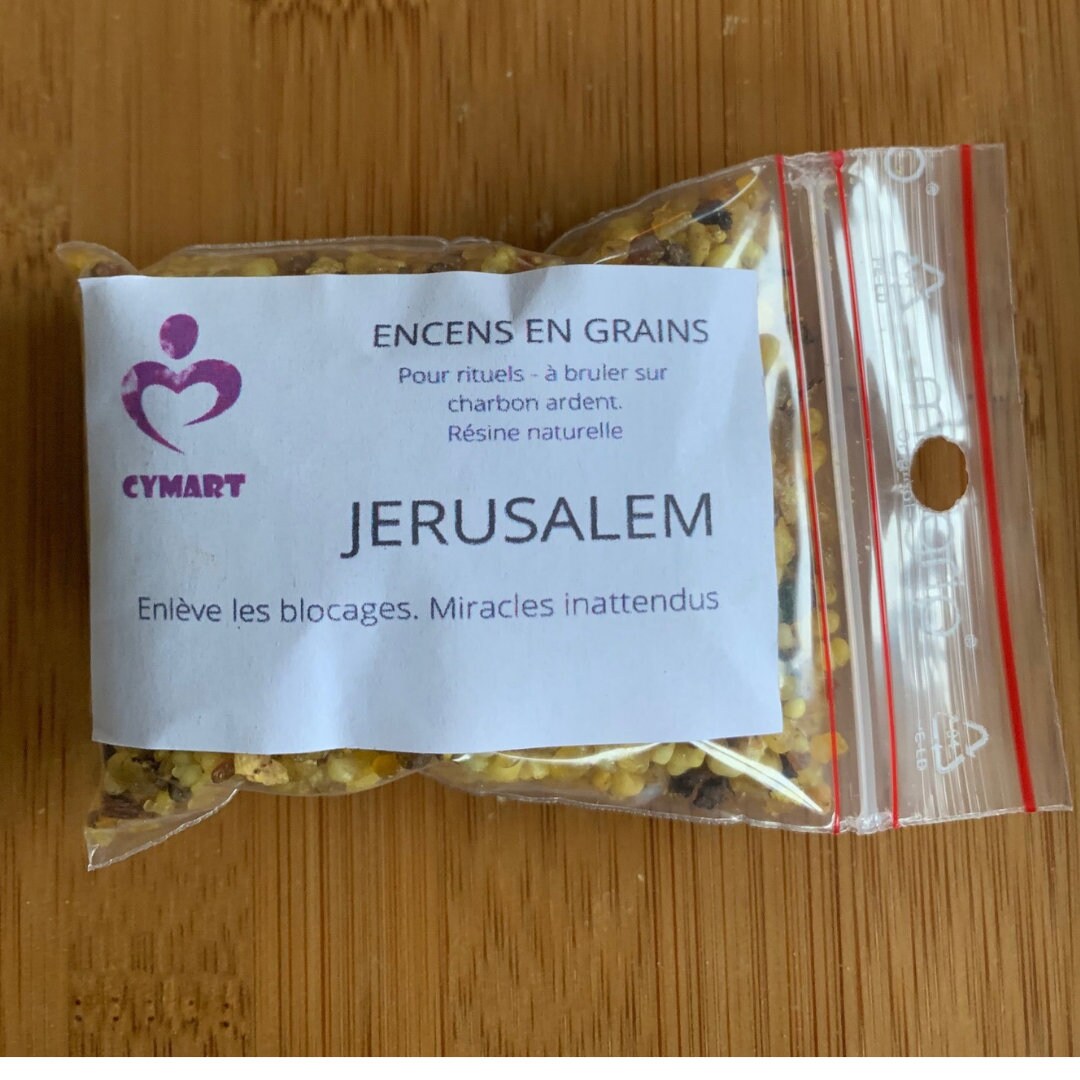 ENCENS EN GRAINS
Pour rituels - à bruler sur
charbon ardent.
Résine naturelle
CYMART
JERUSALEM
Enlève les blocages. Miracles inattendus